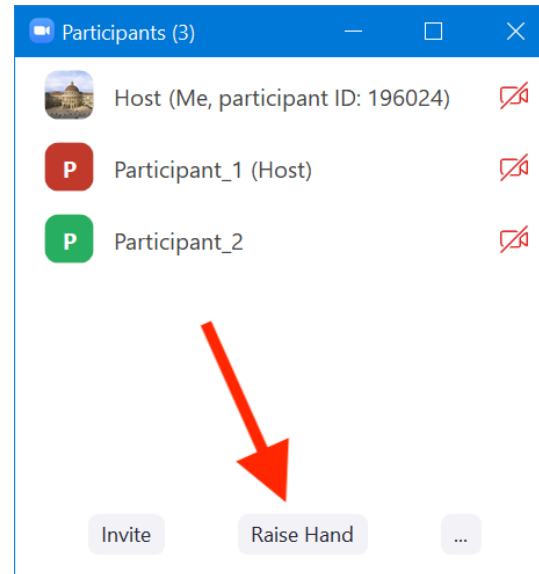 Participants (3)
Host (Me, participant ID: 196024)
P Participant_1 (Host)
P Participant_2
Invite Raise Hand ...